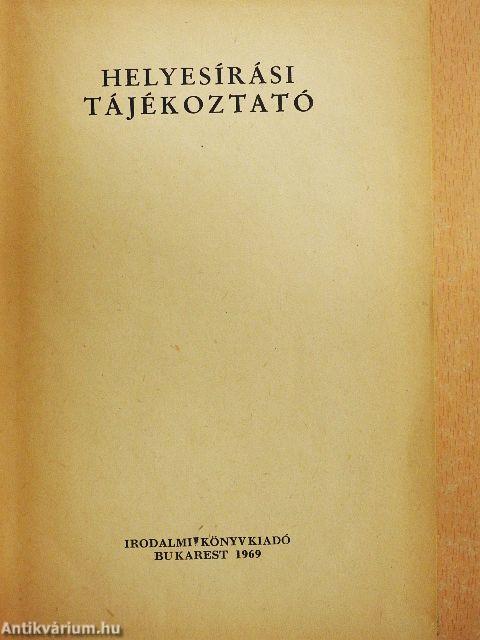 HELYESÍRÁSI
TÁJÉKOZTATÓ
IRODALMI KÖNYVKIADÓ
BUKAREST 1969
Antikvárium.hu